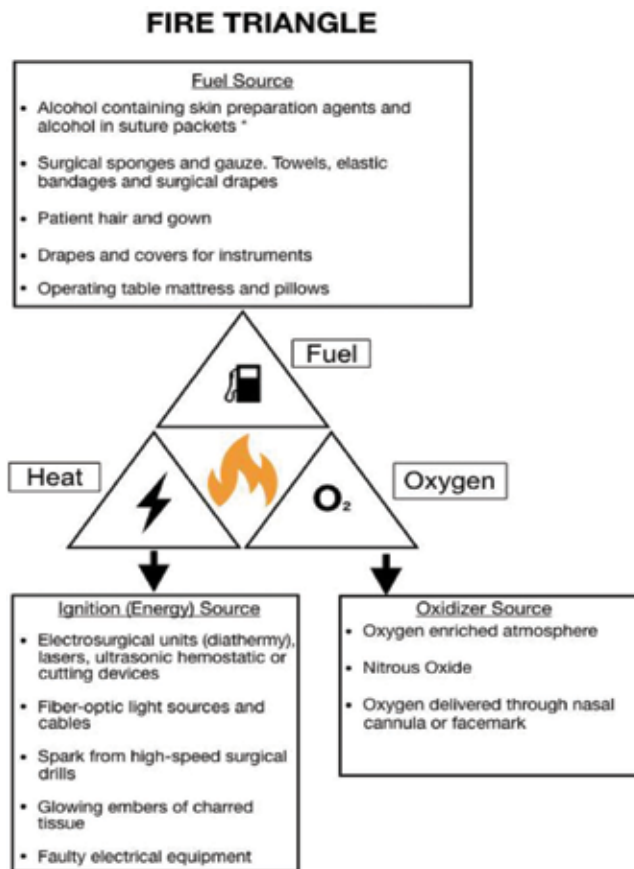 FIRE TRIANGLE
Fuel Source
• Alcohol containing skin preparation agents and
alcohol in suture packets *
• Surgical sponges and gauze. Towels, elastic
bandages and surgical drapes
• Patient hair and gown
• Drapes and covers for instruments
• Operating table mattress and pillows
Fuel
Heat
O₂
Oxygen
Ignition (Energy) Source
• Electrosurgical units (diathermy),
lasers, ultrasonic hemostatic or
cutting devices
• Fiber-optic light sources and
cables
• Spark from high-speed surgical
drills
• Glowing embers of charred
tissue
• Faulty electrical equipment
Oxidizer Source
• Oxygen enriched atmosphere
• Nitrous Oxide
• Oxygen delivered through nasal
cannula or facemark